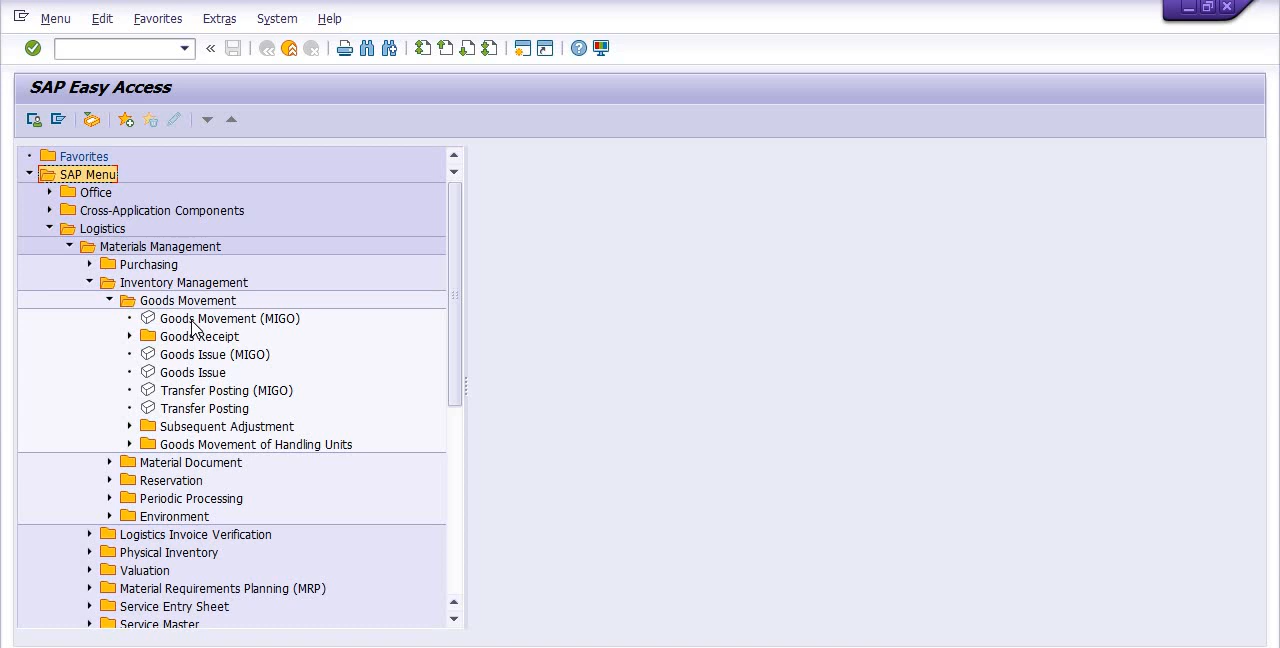 Menu Edit Favorites Extras System Help
SAP Easy Access
Favorites
SAP Menu
Office
Cross-Application Components
Logistics
Materials Management
Purchasing
Inventory Management
Goods Movement
Goods Movement (MIGO)
Goods Receipt
Goods Issue (MIGO)
Goods Issue
Transfer Posting (MIGO)
Transfer Posting
Subsequent Adjustment
Goods Movement of Handling Units
Material Document
Reservation
Periodic Processing
Environment
Logistics Invoice Verification
Physical Inventory
Valuation
Material Requirements Planning (MRP)
Service Entry Sheet
Service Master